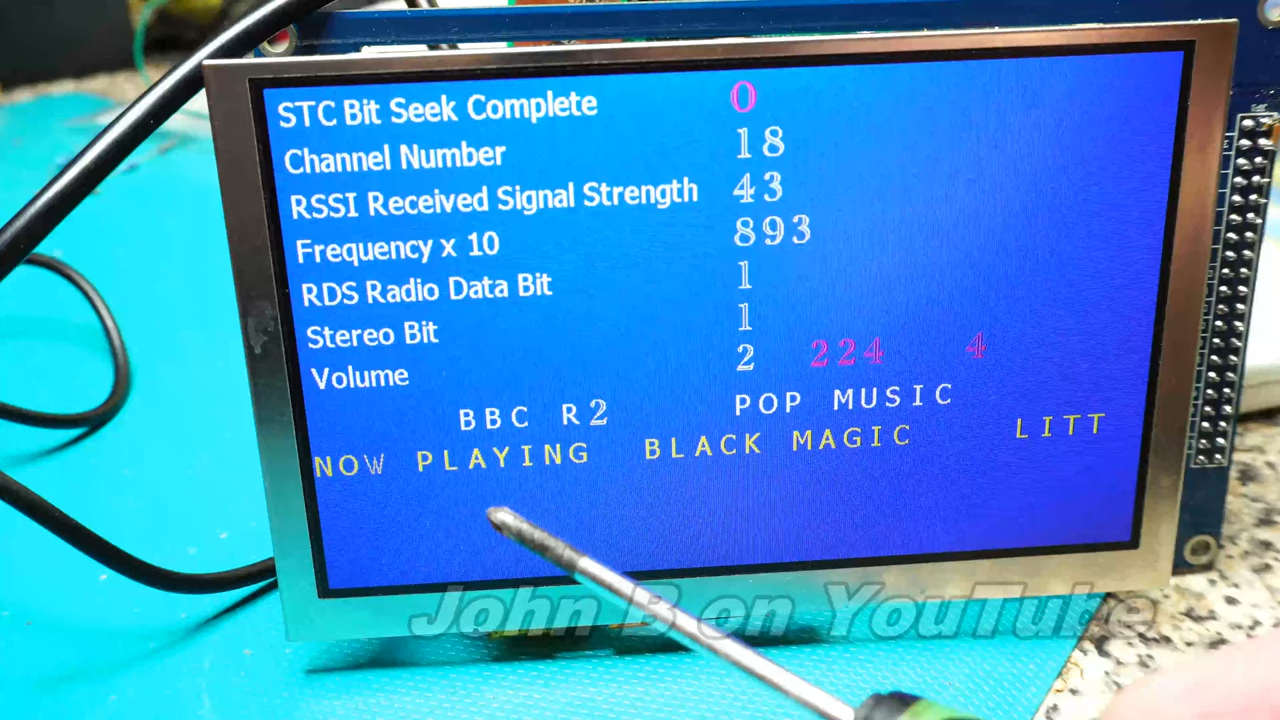 STC Bit Seek Complete 0
Channel Number 18
RSSI Received Signal Strength 43
Frequency x 10 893
RDS Radio Data Bit 1
Stereo Bit 1
Volume 2 224 4
BBC R2 POP MUSIC
NOW PLAYING BLACK MAGIC LITT
John B on YouTube